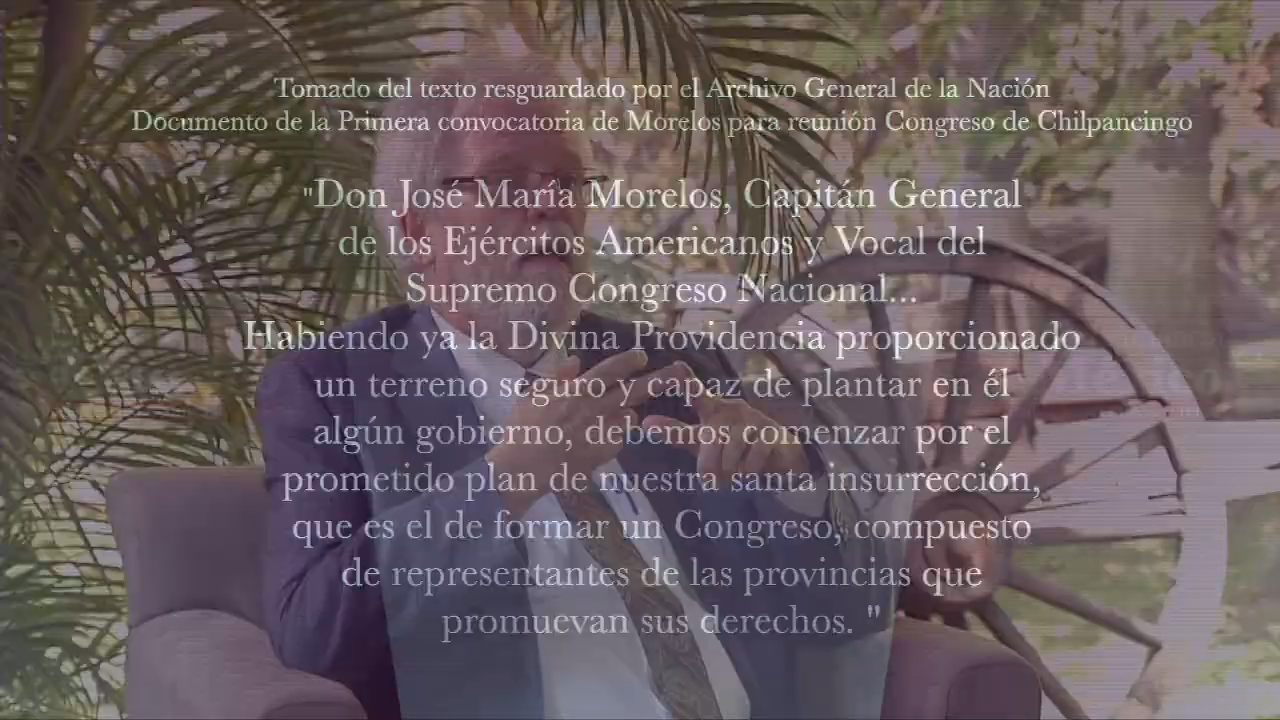 Tomado del texto resguardado por el Archivo General de la Nación
Documento de la Primera convocatoria de Morelos para reunión Congreso de Chilpancingo
"Don José María Morelos, Capitán General
de los Ejércitos Americanos y Vocal del
Supremo Congreso Nacional...
Habiendo ya la Divina Providencia proporcionado
un terreno seguro y capaz de plantar en él
algún gobierno, debemos comenzar por el
prometido plan de nuestra santa insurrección,
que es el de formar un Congreso, compuesto
de representantes de las provincias que
promuevan sus derechos. "